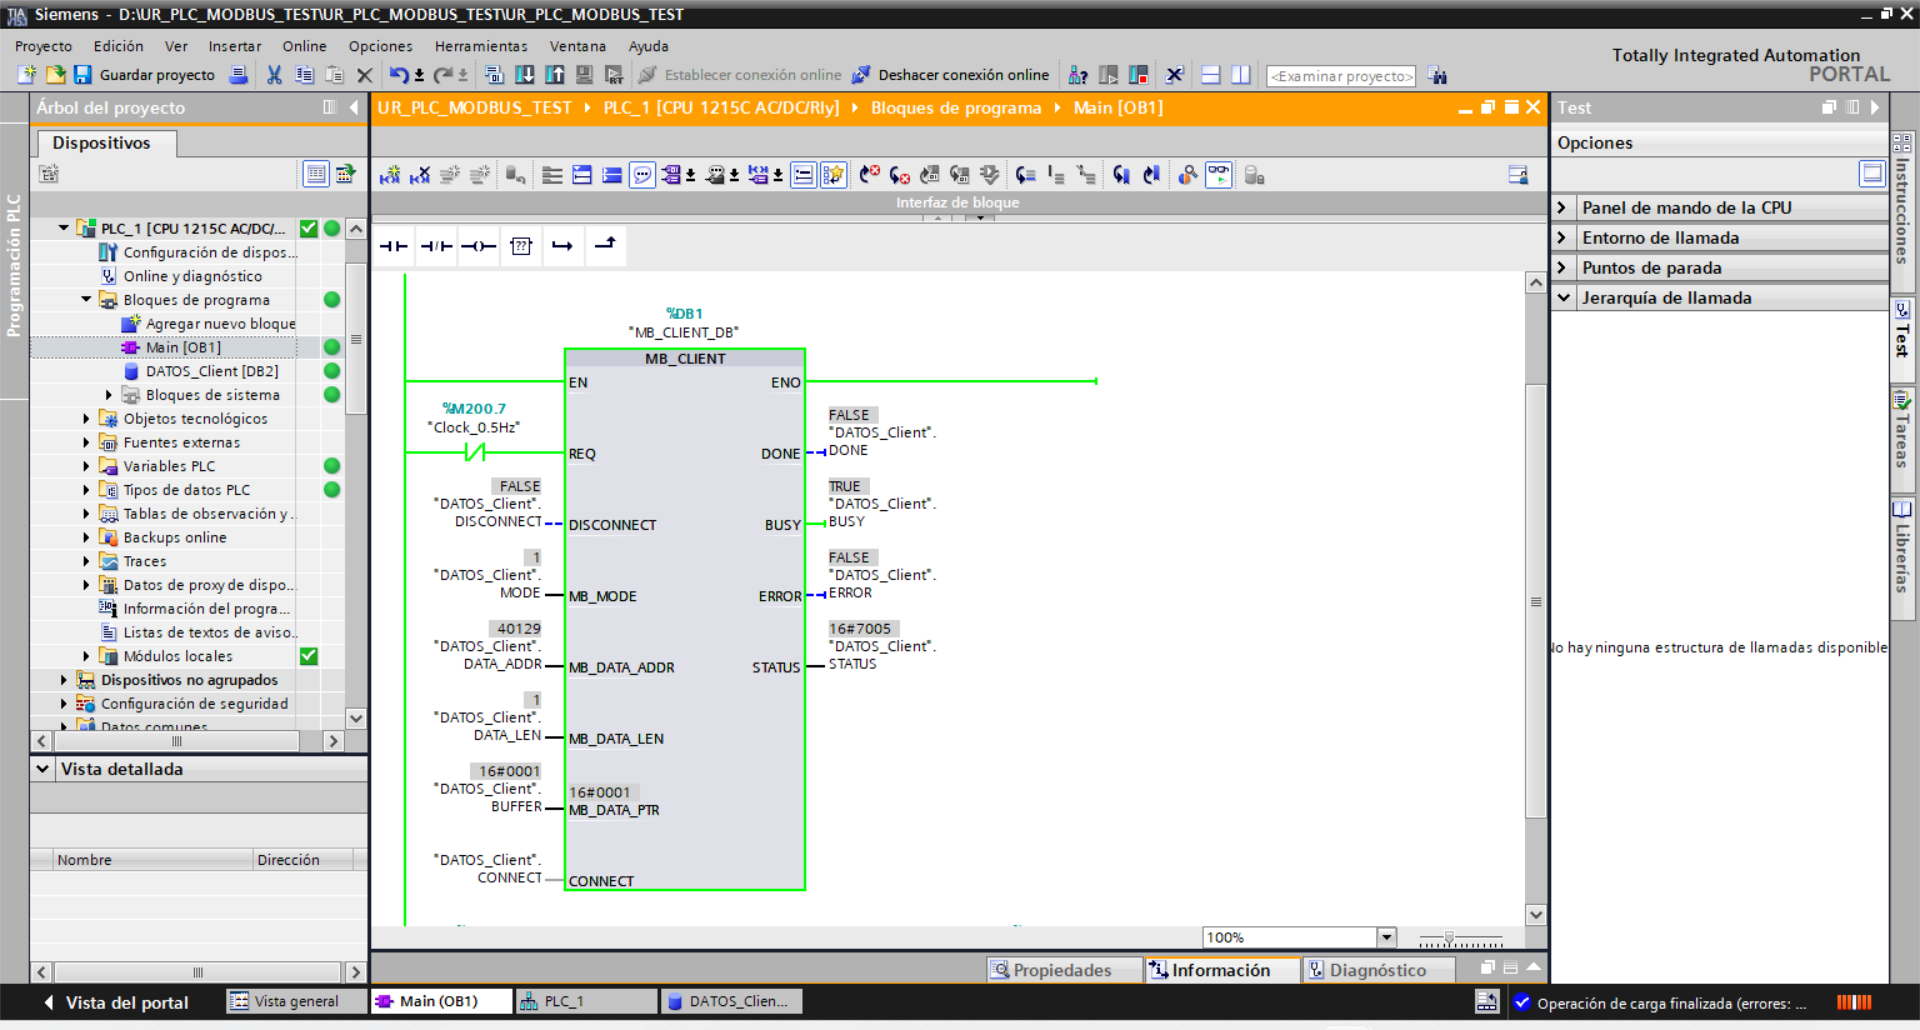 Siemens - D:\UR_PLC_MODBUS_TEST\UR_PLC_MODBUS_TEST\UR_PLC_MODBUS_TEST
Proyecto Edición Ver Insertar Online Opciones Herramientas Ventana Ayuda
Totally Integrated Automation
PORTAL
Guardar proyecto Establecer conexión online Deshacer conexión online <Examinar proyecto>
Árbol del proyecto
UR_PLC_MODBUS_TEST PLC_1 [CPU 1215C AC/DC/Rly] Bloques de programa Main [OB1]
Test
Dispositivos
Opciones
Programación PLC
Interfaz de bloque
PLC_1 [CPU 1215C AC/DC/...
Configuración de dispos...
Online y diagnóstico
Bloques de programa
Agregar nuevo bloque
Main [OB1]
DATOS_Client [DB2]
Bloques de sistema
Objetos tecnológicos
Fuentes externas
Variables PLC
Tipos de datos PLC
Tablas de observación y ..
Backups online
Traces
Datos de proxy de dispo..
Información del progra...
Listas de textos de aviso..
Módulos locales
Dispositivos no agrupados
Configuración de seguridad
Datos comunes
Vista detallada
Nombre Dirección
??
%DB1
"MB_CLIENT_DB"
MB_CLIENT
EN ENO
%M200.7
"Clock_0.5Hz"
REQ
FALSE
"DATOS_Client".
DISCONNECT
DISCONNECT
1
"DATOS_Client".
MODE
MB_MODE
40129
"DATOS_Client".
DATA_ADDR
MB_DATA_ADDR
1
"DATOS_Client".
DATA_LEN
MB_DATA_LEN
16#0001
"DATOS_Client".
BUFFER
16#0001
MB_DATA_PTR
"DATOS_Client".
CONNECT
CONNECT
FALSE
"DATOS_Client".
DONE
DONE
TRUE
"DATOS_Client".
BUSY
BUSY
FALSE
"DATOS_Client".
ERROR
ERROR
16#7005
"DATOS_Client".
STATUS
STATUS
100%
Propiedades Información Diagnóstico
Panel de mando de la CPU
Entorno de llamada
Puntos de parada
Jerarquía de llamada
No hay ninguna estructura de llamadas disponible
Instrucciones
Test
Tareas
Librerías
Vista del portal Vista general Main (OB1) PLC_1 DATOS_Clien...
Operación de carga finalizada (errores: ...